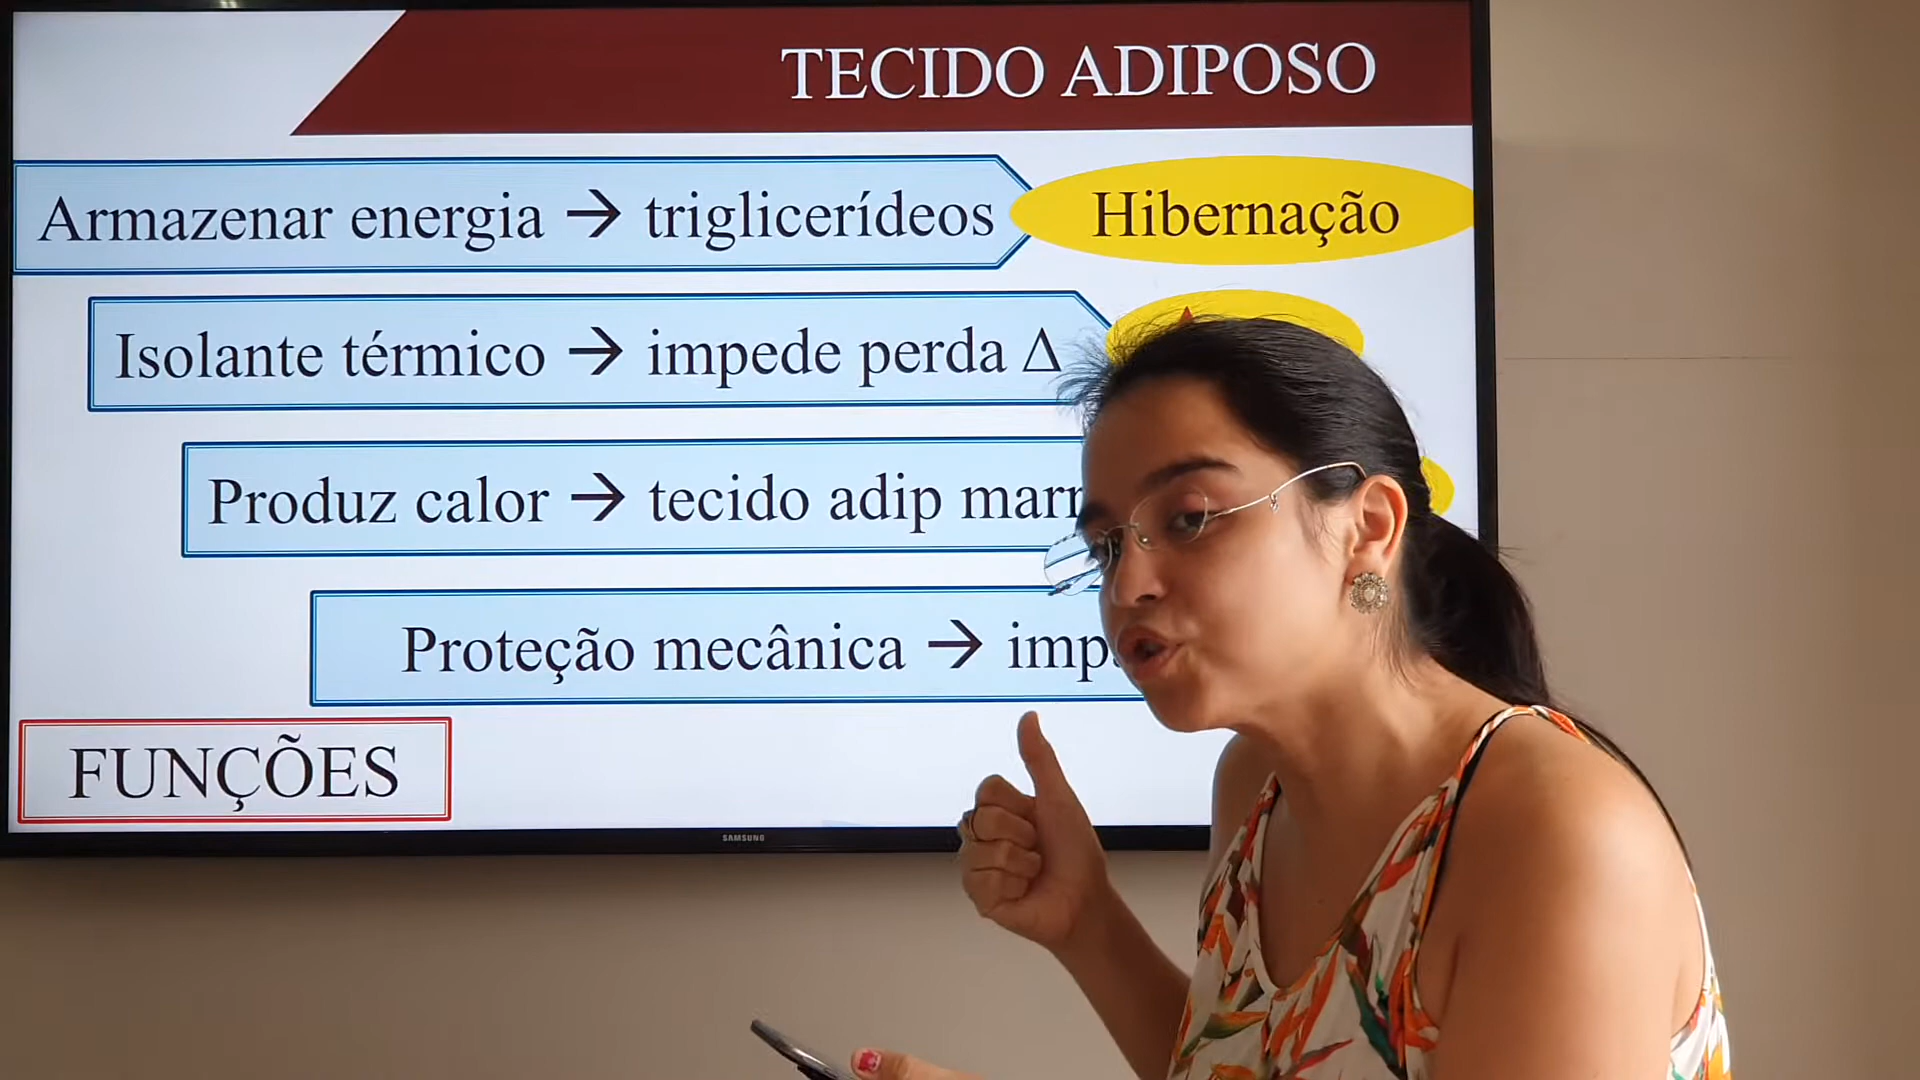 TECIDO ADIPOSO
Armazenar energia → triglicerídeos
Hibernação
Isolante térmico → impede perda Δ
Produz calor → tecido adip
Proteção mecânica →
FUNÇÕES
SAMSUNG